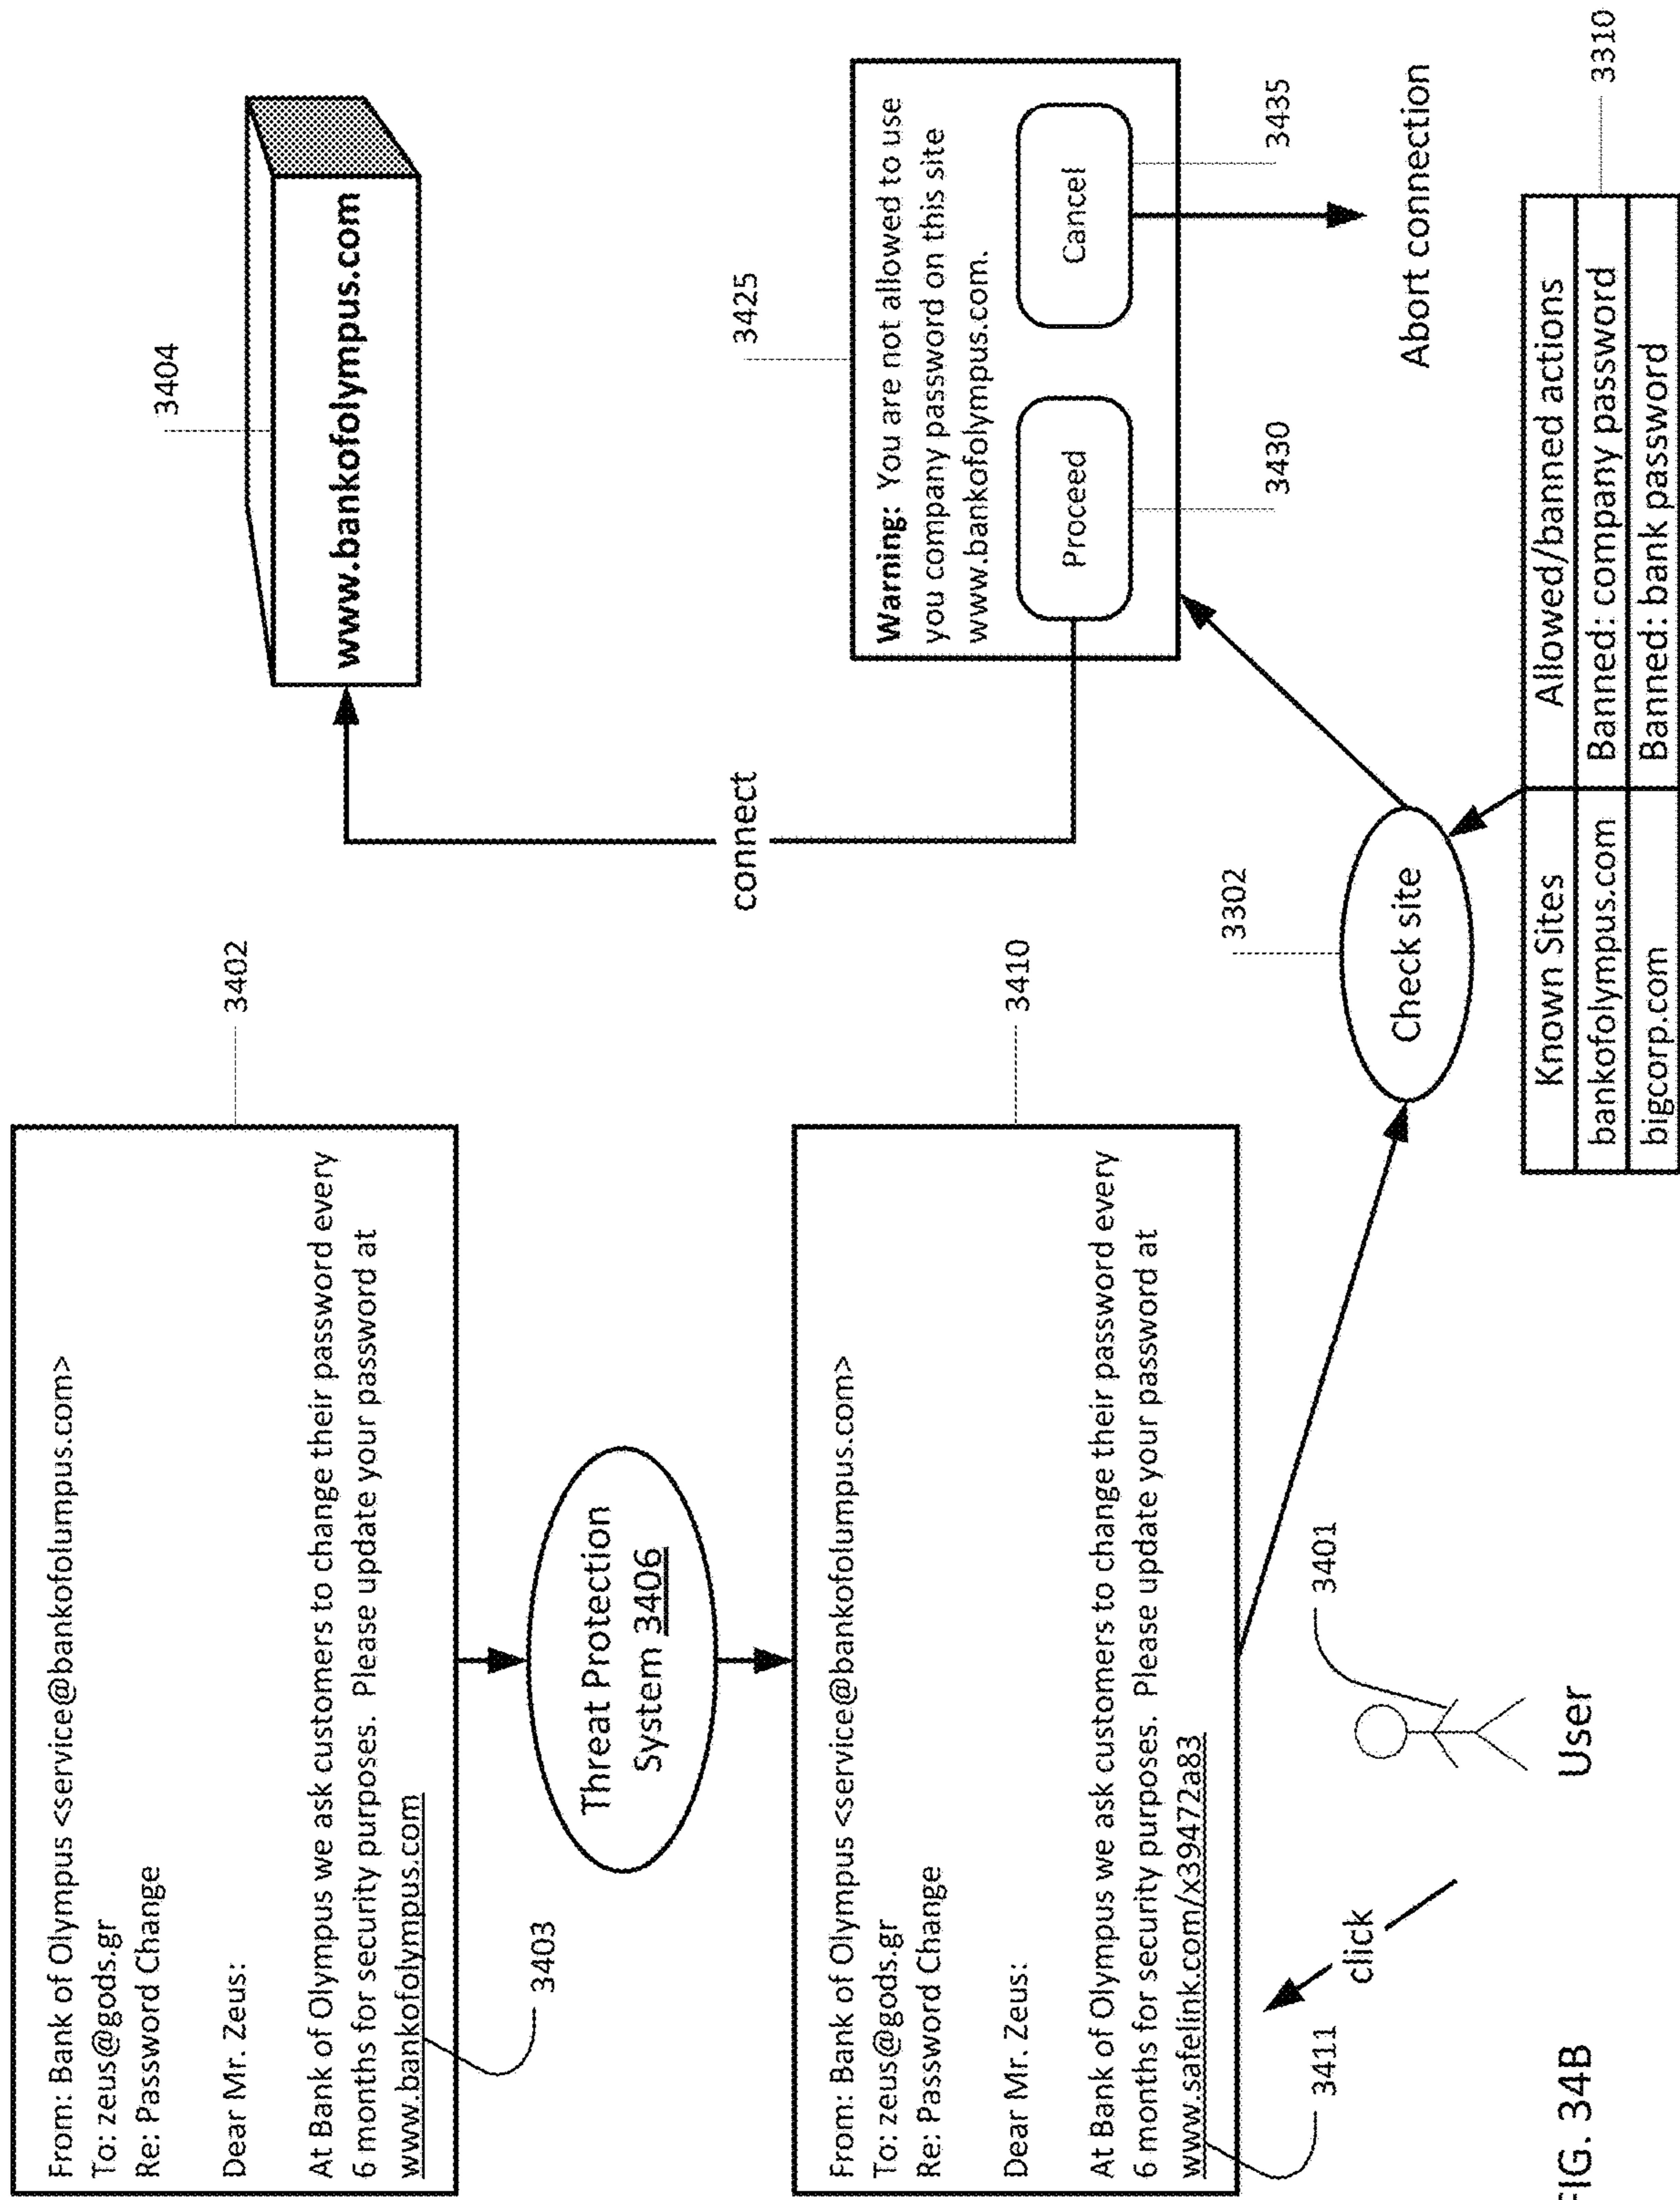 From: Bank of Olympus <service@bankofolumpus.com>
To: zeus@gods.gr
Re: Password Change
Dear Mr. Zeus:
At Bank of Olympus we ask customers to change their password every
6 months for security purposes. Please update your password at
www.bankofolympus.com
3402
3403
Threat Protection
System 3406
From: Bank of Olympus <service@bankofolumpus.com>
To: zeus@gods.gr
Re: Password Change
Dear Mr. Zeus:
At Bank of Olympus we ask customers to change their password every
6 months for security purposes. Please update your password at
www.safelink.com/x39472a83
3410
3411
click
3401
User
3404
www.bankofolympus.com
connect
3425
Warning: You are not allowed to use
you company password on this site
www.bankofolympus.com.
Proceed
Cancel
3430
3435
Abort connection
3302
Check site
3310
Known Sites Allowed/banned actions
bankofolympus.com Banned: company password
bigcorp.com Banned: bank password
FIG. 34B